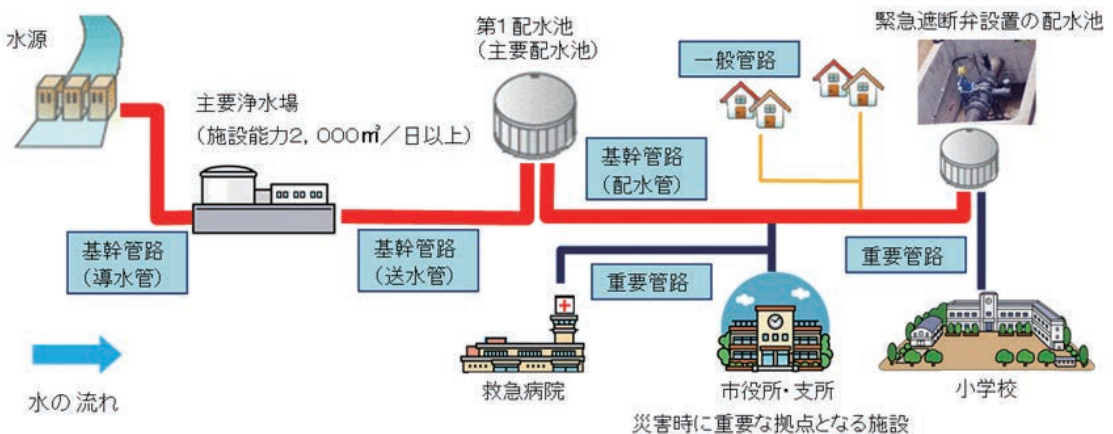 水源
主要浄水場
(施設能力2,000㎥/日以上)
第1配水池
(主要配水池)
一般管路
緊急遮断弁設置の配水池
基幹管路
(配水管)
基幹管路
(導水管)
基幹管路
(送水管)
重要管路
重要管路
水の流れ
救急病院
市役所・支所
小学校
災害時に重要な拠点となる施設